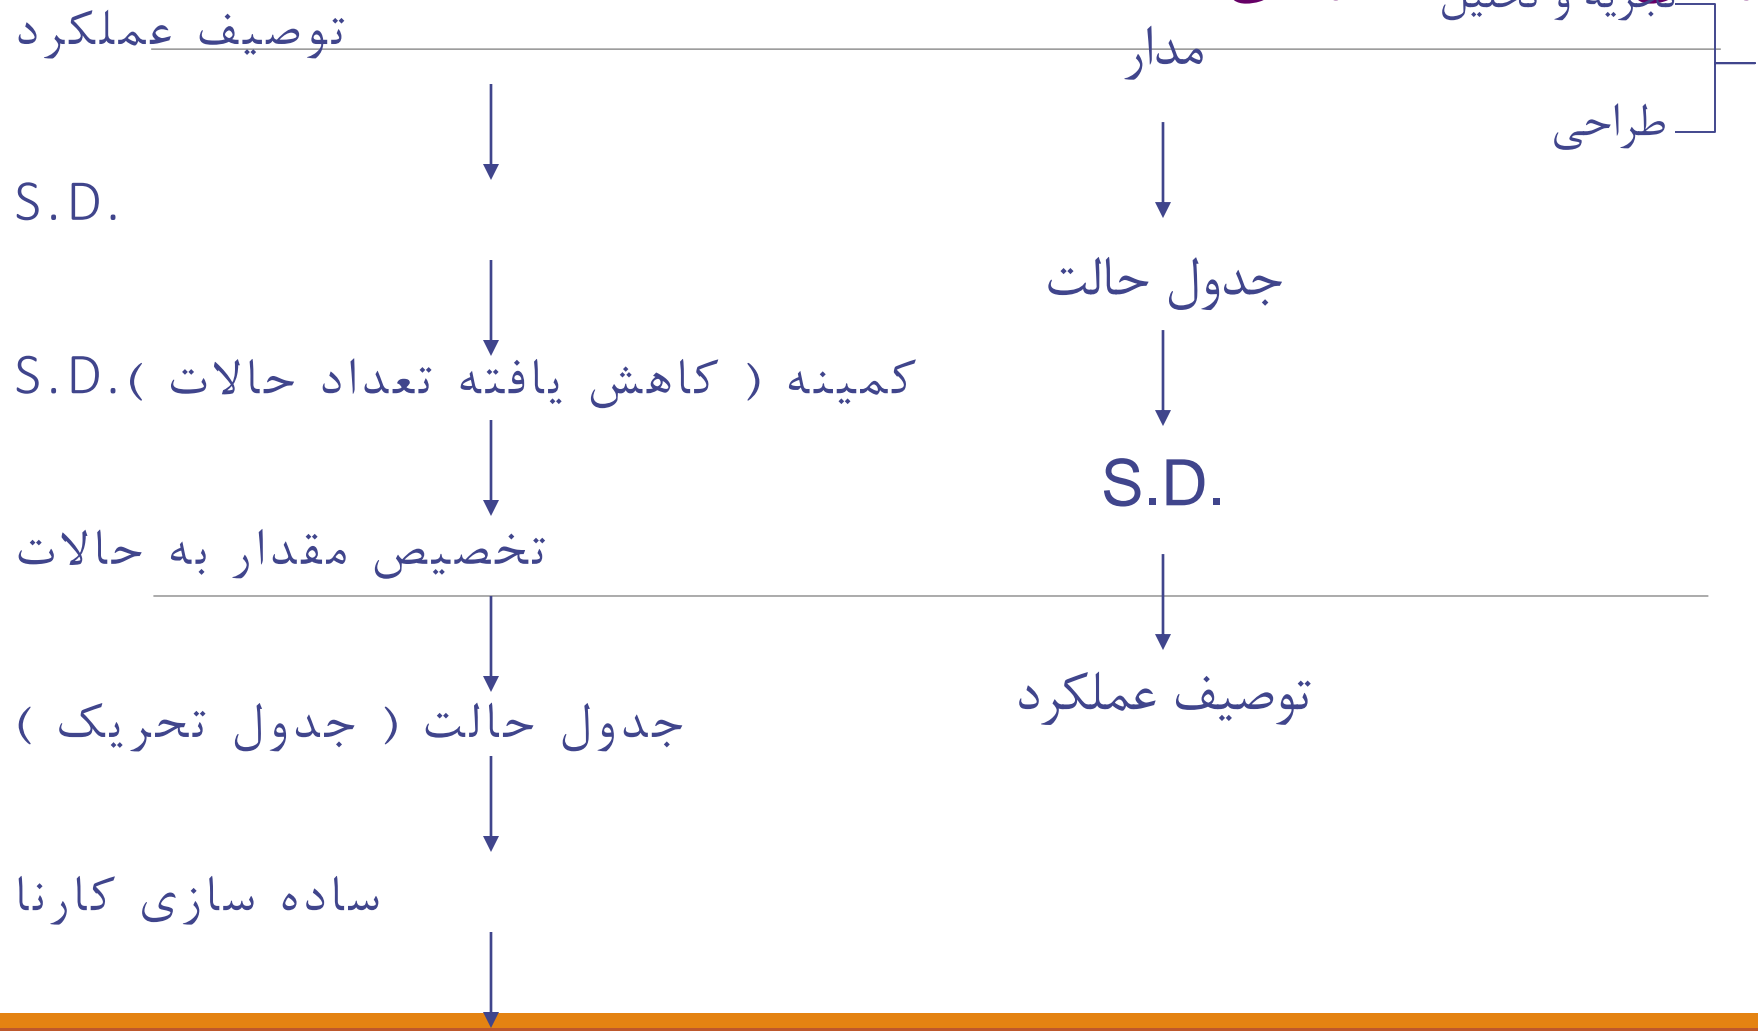 تجزیه و تحلیل
طراحی
مدار
جدول حالت
S.D.
توصیف عملکرد
توصیف عملکرد
S.D.
S.D.( کمینه ( کاهش یافته تعداد حالات
تخصیص مقدار به حالات
جدول حالت ( جدول تحریک )
ساده سازی کارنا